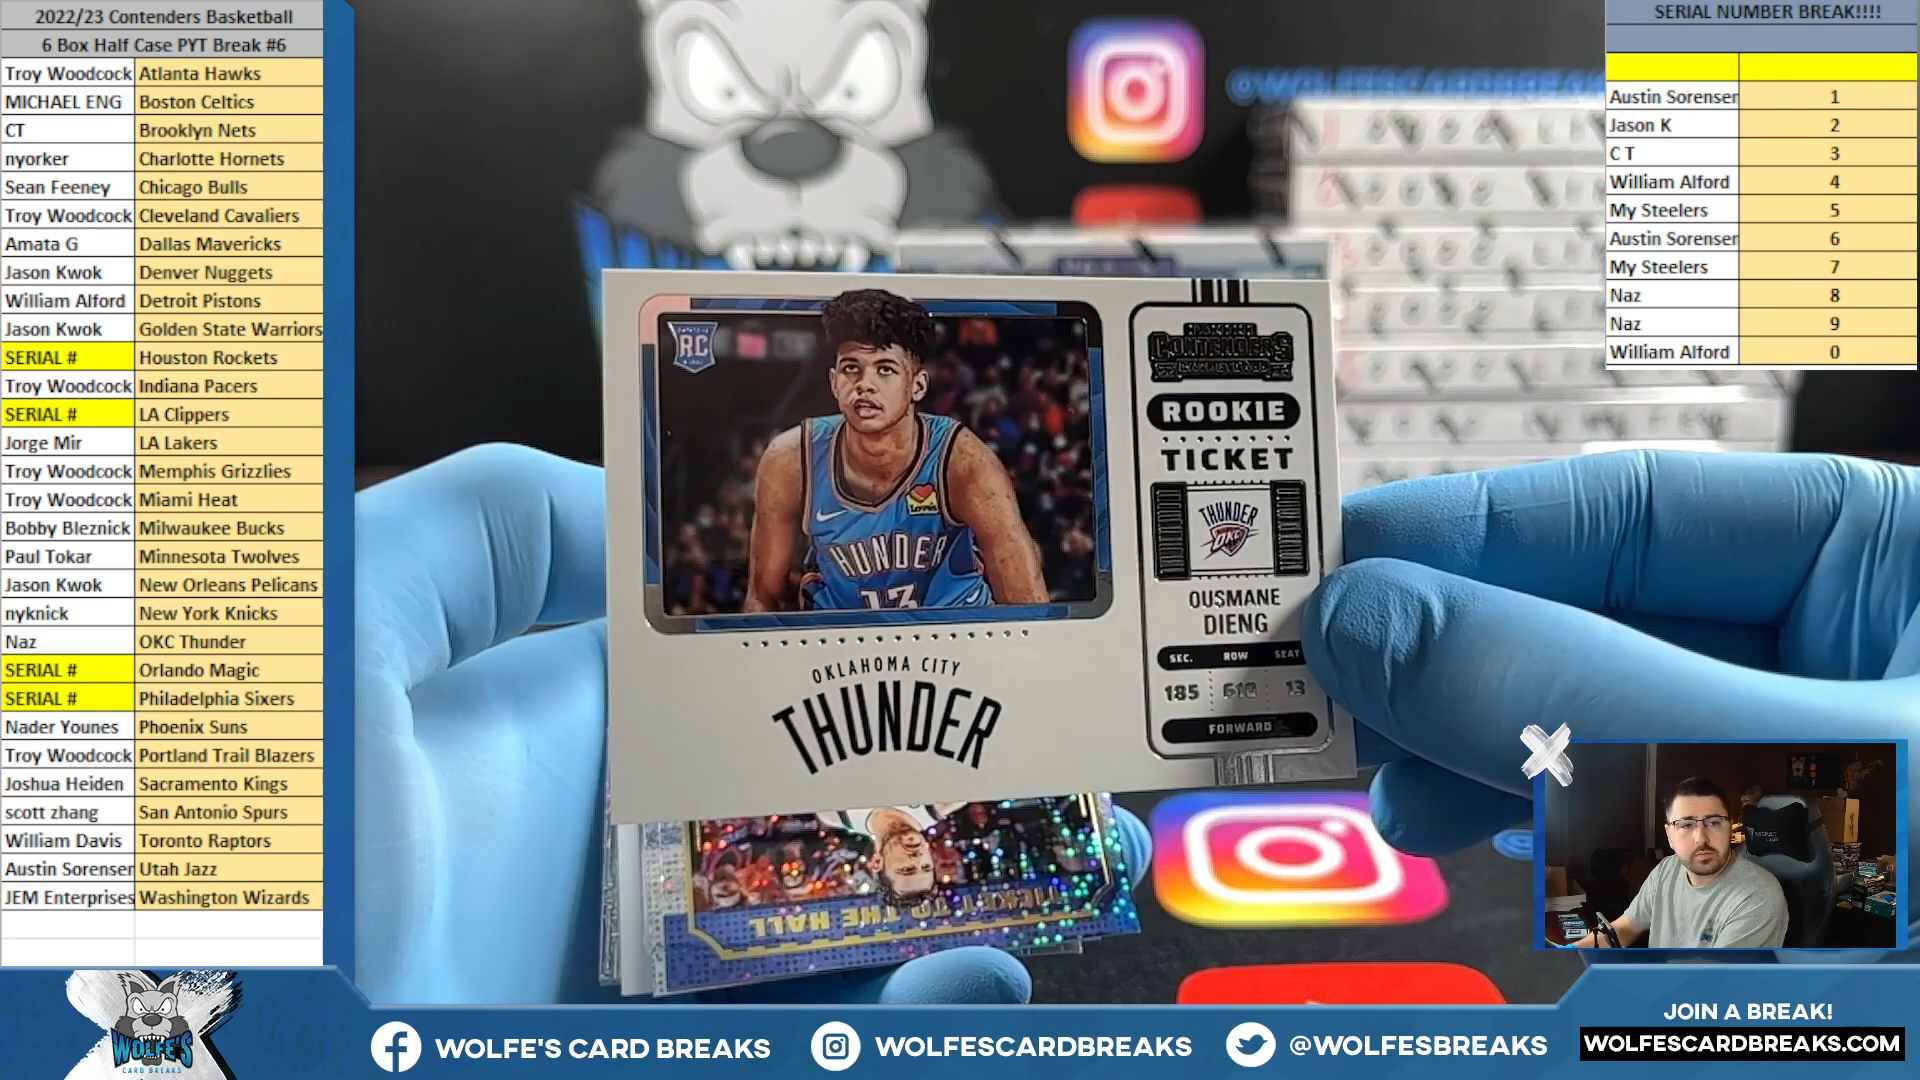 2022/23 Contenders Basketball
6 Box Half Case PYT Break #6
Troy Woodcock Atlanta Hawks
MICHAEL ENG Boston Celtics
CT Brooklyn Nets
nyorker Charlotte Hornets
Sean Feeney Chicago Bulls
Troy Woodcock Cleveland Cavaliers
Amata G Dallas Mavericks
Jason Kwok Denver Nuggets
William Alford Detroit Pistons
Jason Kwok Golden State Warriors
SERIAL # Houston Rockets
Troy Woodcock Indiana Pacers
SERIAL # LA Clippers
Jorge Mir LA Lakers
Troy Woodcock Memphis Grizzlies
Troy Woodcock Miami Heat
Bobby Bleznick Milwaukee Bucks
Paul Tokar Minnesota Twolves
Jason Kwok New Orleans Pelicans
nyknick New York Knicks
Naz OKC Thunder
SERIAL # Orlando Magic
SERIAL # Philadelphia Sixers
Nader Younes Phoenix Suns
Troy Woodcock Portland Trail Blazers
Joshua Heiden Sacramento Kings
scott zhang San Antonio Spurs
William Davis Toronto Raptors
Austin Sorensen Utah Jazz
JEM Enterprises Washington Wizards
@WOLFESCARDBREAK
RC
Love's
THUNDER
13
OKLAHOMA CITY
THUNDER
PANINI
CONTENDERS
BASKETBALL
ROOKIE
TICKET
THUNDER
OKC
OUSMANE
DIENG
SEC. ROW SEAT
185 13
FORWARD
TICKET TO THE HALL
SERIAL NUMBER BREAK!!!!
Austin Sorensen 1
Jason K 2
C T 3
William Alford 4
My Steelers 5
Austin Sorensen 6
My Steelers 7
Naz 8
Naz 9
William Alford 0
WOLFE'S
CARD BREAKS
WOLFE'S CARD BREAKS
WOLFESCARDBREAKS
@WOLFESBREAKS
JOIN A BREAK!
WOLFESCARDBREAKS.COM